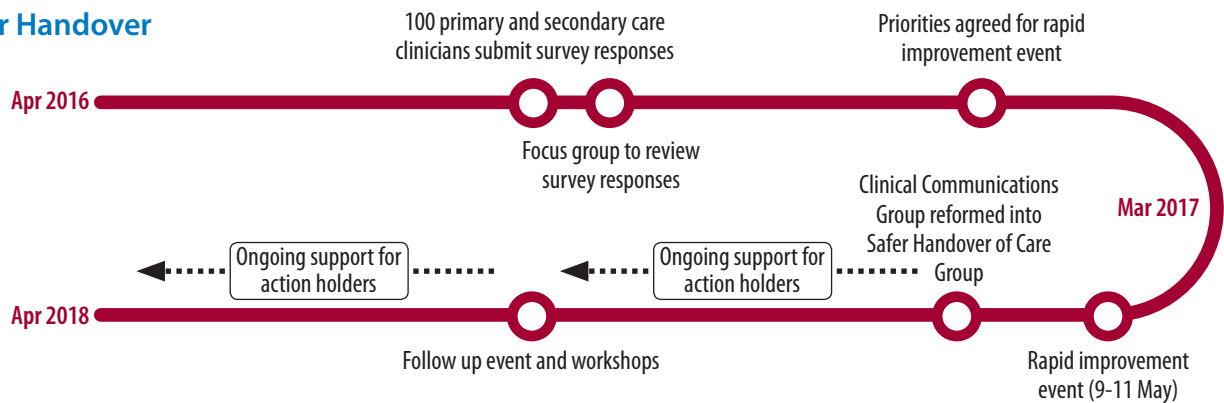 r Handover
100 primary and secondary care
clinicians submit survey responses
Priorities agreed for rapid
improvement event
Apr 2016
Focus group to review
survey responses
Mar 2017
Clinical Communications
Group reformed into
Safer Handover of Care
Group
Ongoing support for
action holders
Ongoing support for
action holders
Apr 2018
Follow up event and workshops
Rapid improvement
event (9-11 May)